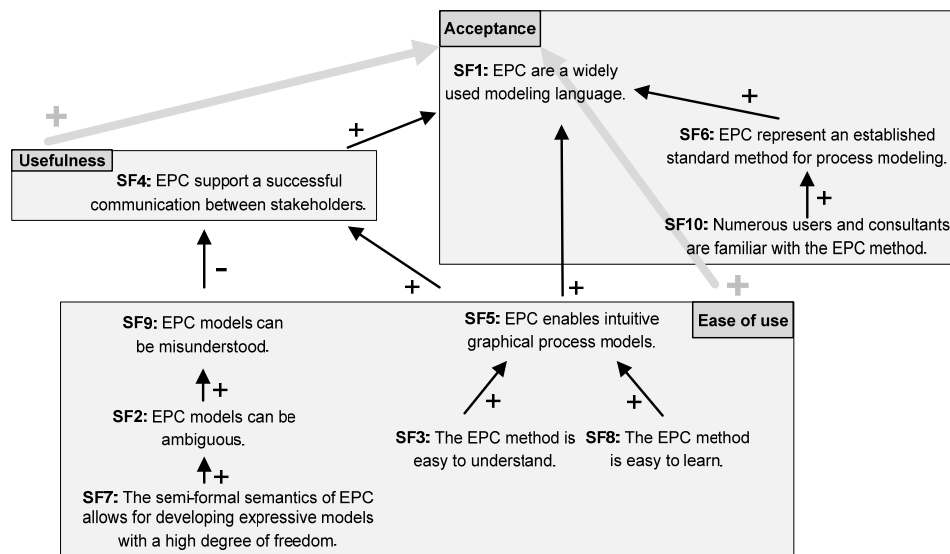 Acceptance
SF1: EPC are a widely
used modeling language.
+
+
SF6: EPC represent an established
standard method for process modeling.
+
+
Usefulness
SF4: EPC support a successful
communication between stakeholders.
+
SF10: Numerous users and consultants
are familiar with the EPC method.
-
+
+
+
Ease of use
SF9: EPC models can
be misunderstood.
SF5: EPC enables intuitive
graphical process models.
+
+
+
SF2: EPC models can be
ambiguous.
SF3: The EPC method is
easy to understand.
SF8: The EPC method
is easy to learn.
+
SF7: The semi-formal semantics of EPC
allows for developing expressive models
with a high degree of freedom.